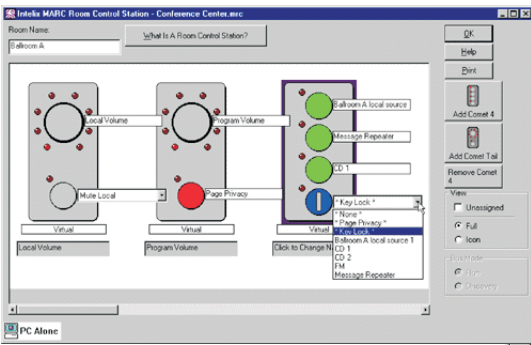 Intelix MARC Room Control Station - Conference Center.mrc
Room Name:
Ballroom A
What Is A Room Control Station?
OK
Help
Print
Add Comet 4
Add Comet Tail
Remove Comet
4
View
Unassigned
Full
Icon
Local Volume
Mute Local
Virtual
Local Volume
Program Volume
Page Privacy
Virtual
Program Volume
Ballroom A local source
Message Repeater
CD 1
* Key Lock *
Virtual
Click to Change N
* None *
* Page Privacy *
* Key Lock *
Ballroom A local source 1
CD 1
CD 2
FM
Message Repeater
PC Alone